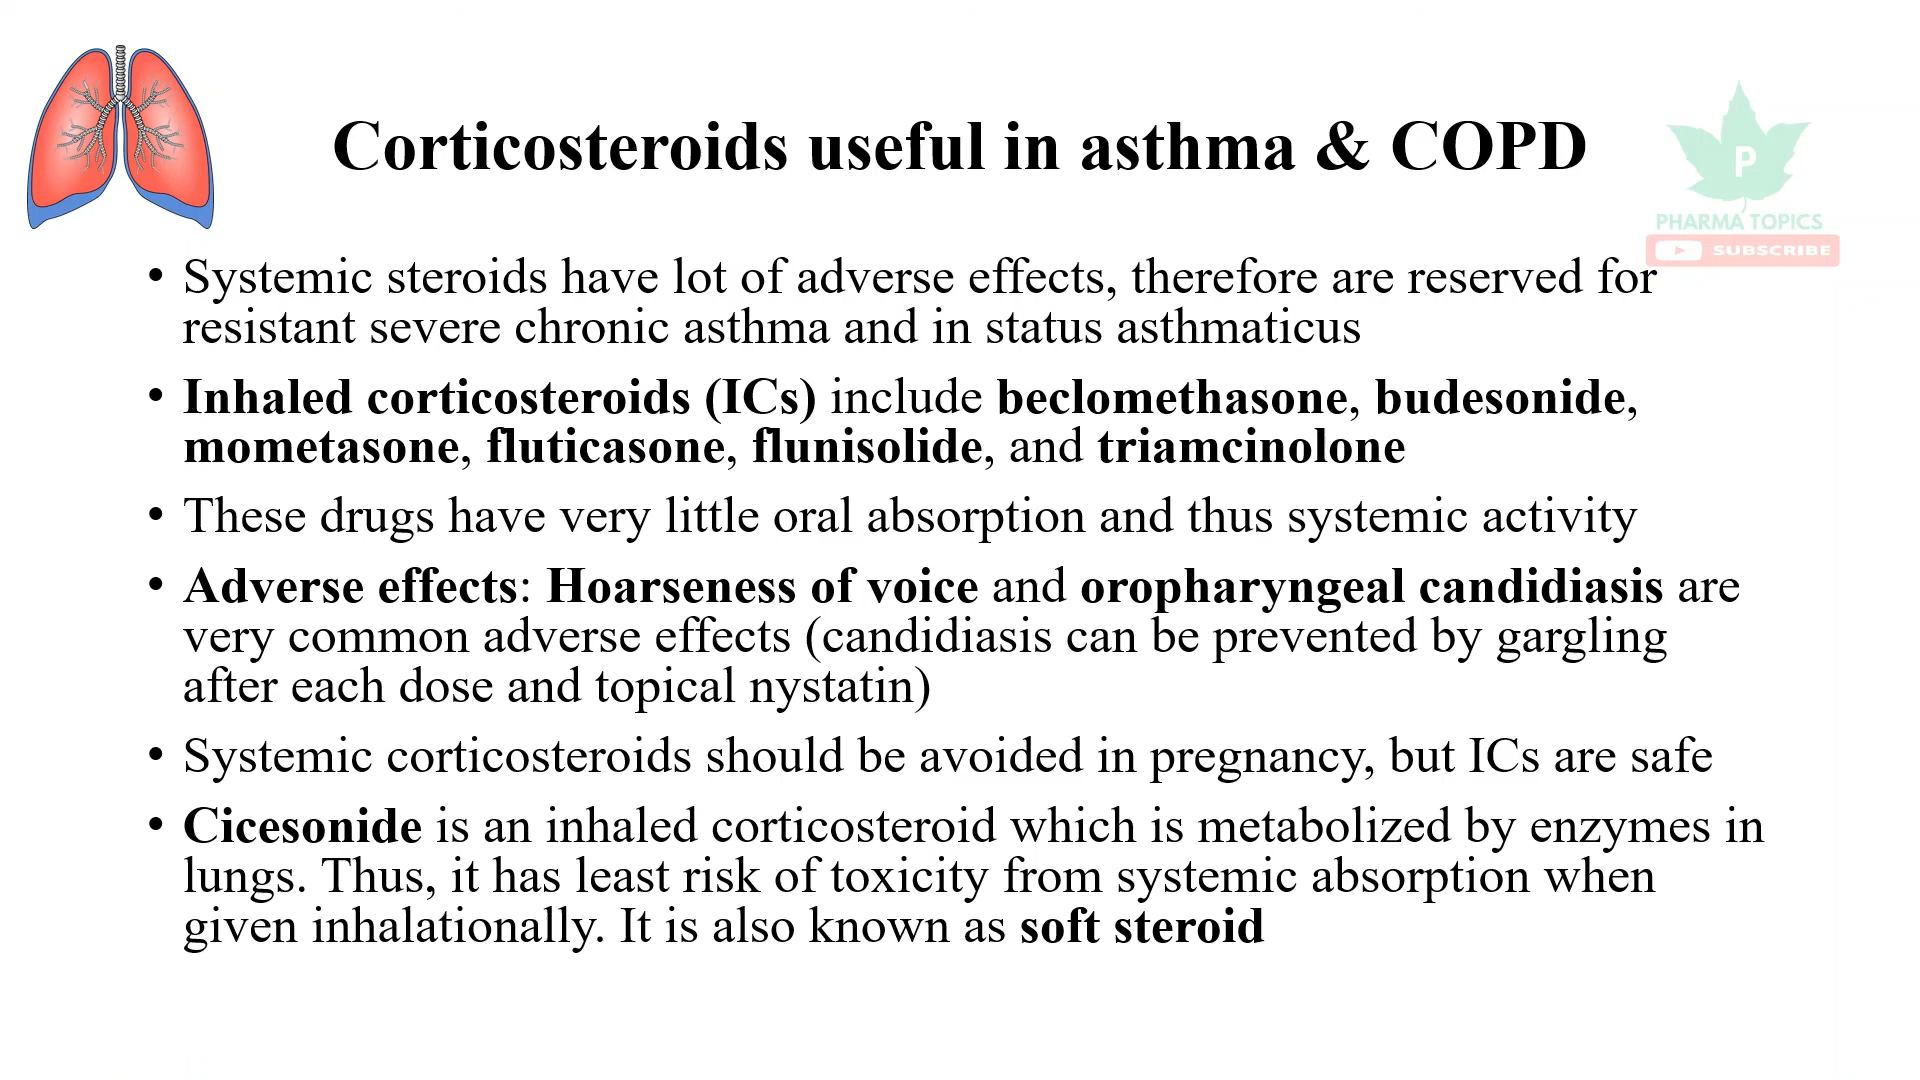 Corticosteroids useful in asthma & COPD
P
PHARMA TOPICS
SUBSCRIBE
• Systemic steroids have lot of adverse effects, therefore are reserved for
resistant severe chronic asthma and in status asthmaticus
• Inhaled corticosteroids (ICs) include beclomethasone, budesonide,
mometasone, fluticasone, flunisolide, and triamcinolone
• These drugs have very little oral absorption and thus systemic activity
• Adverse effects: Hoarseness of voice and oropharyngeal candidiasis are
very common adverse effects (candidiasis can be prevented by gargling
after each dose and topical nystatin)
• Systemic corticosteroids should be avoided in pregnancy, but ICs are safe
• Cicesonide is an inhaled corticosteroid which is metabolized by enzymes in
lungs. Thus, it has least risk of toxicity from systemic absorption when
given inhalationally. It is also known as soft steroid